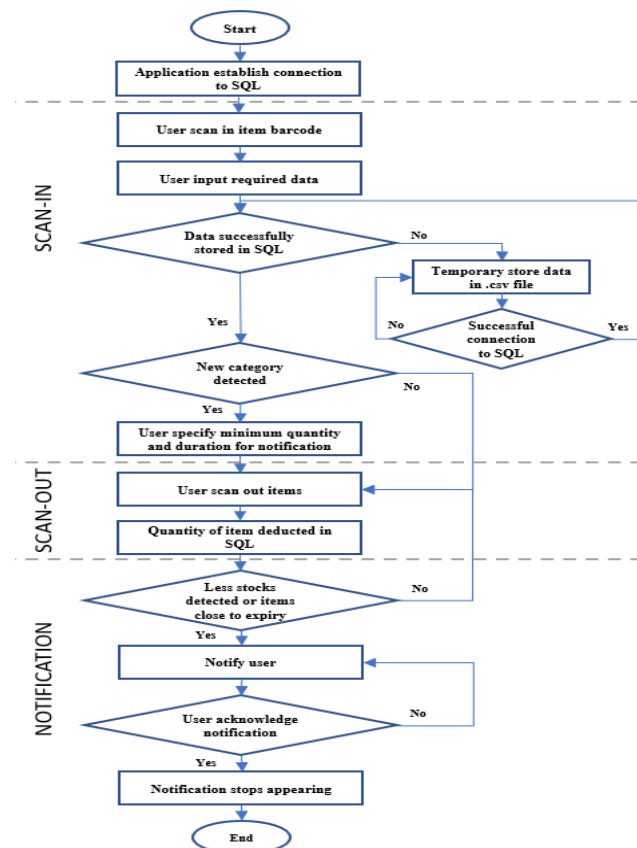 Start
Application establish connection
to SQL
SCAN-IN
User scan in item barcode
User input required data
Data successfully
stored in SQL
No
Temporary store data
in .csv file
Yes
No
Successful
connection
to SQL
Yes
New category
detected
No
Yes
User specify minimum quantity
and duration for notification
SCAN-OUT
User scan out items
Quantity of item deducted in
SQL
NOTIFICATION
Less stocks
detected or items
close to expiry
No
Yes
Notify user
User acknowledge
notification
No
Yes
Notification stops appearing
End